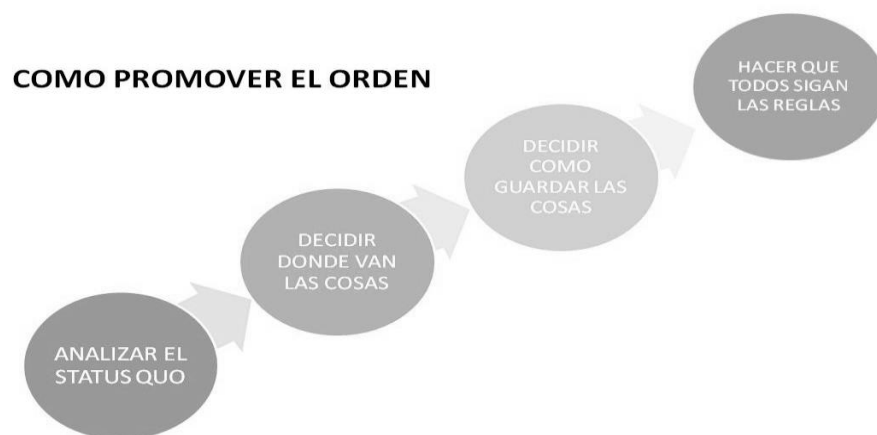 COMO PROMOVER EL ORDEN
HACER QUE
TODOS SIGAN
LAS REGLAS
DECIDIR
COMO
GUARDAR LAS
COSAS
DECIDIR
DONDE VAN
LAS COSAS
ANALIZAR EL
STATUS QUO